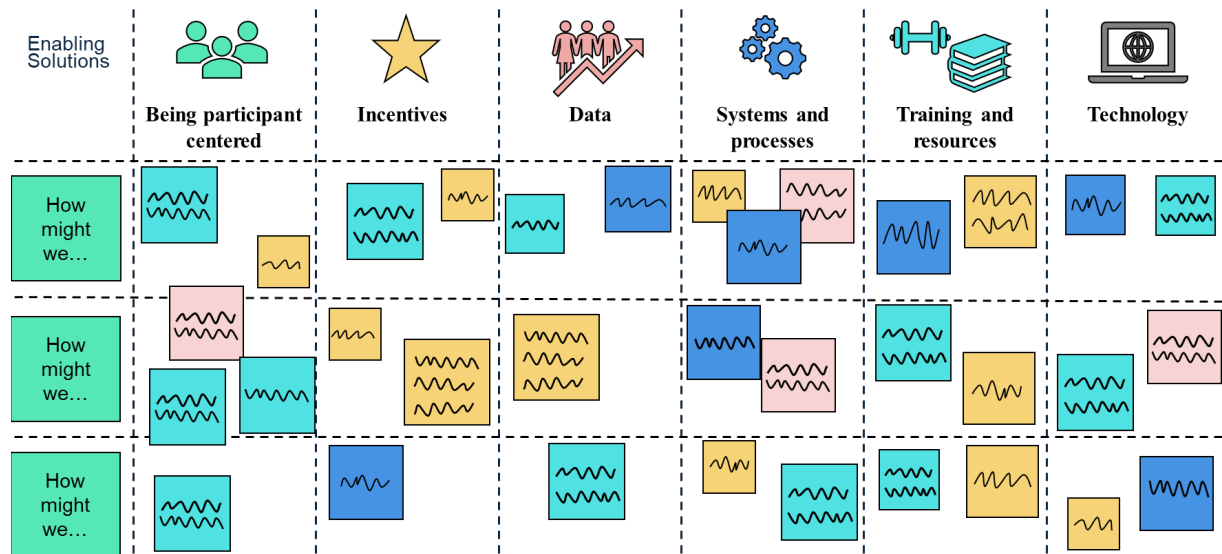 Enabling
Solutions
Being participant
centered
Incentives
Data
Systems and
processes
Training and
resources
Technology
How
might
we…
How
might
we…
How
might
we…